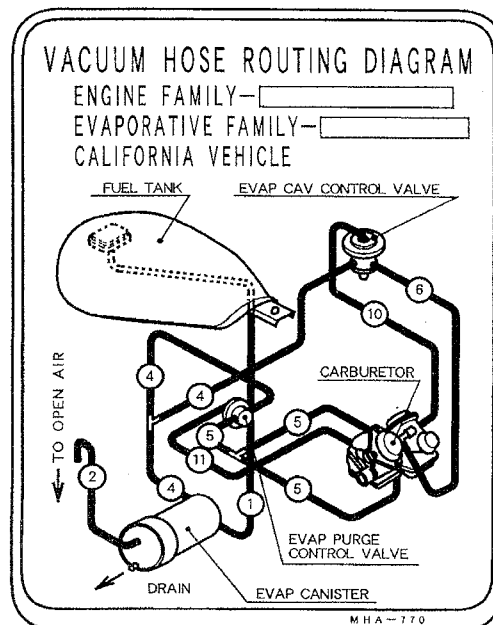 VACUUM HOSE ROUTING DIAGRAM
ENGINE FAMILY-
EVAPORATIVE FAMILY-
CALIFORNIA VEHICLE
FUEL TANK
EVAP CAV CONTROL VALVE
6
10
4
4
CARBURETOR
TO OPEN AIR
5
5
11
2
4
1
5
EVAP PURGE
CONTROL VALVE
DRAIN
EVAP CANISTER
MHA-770